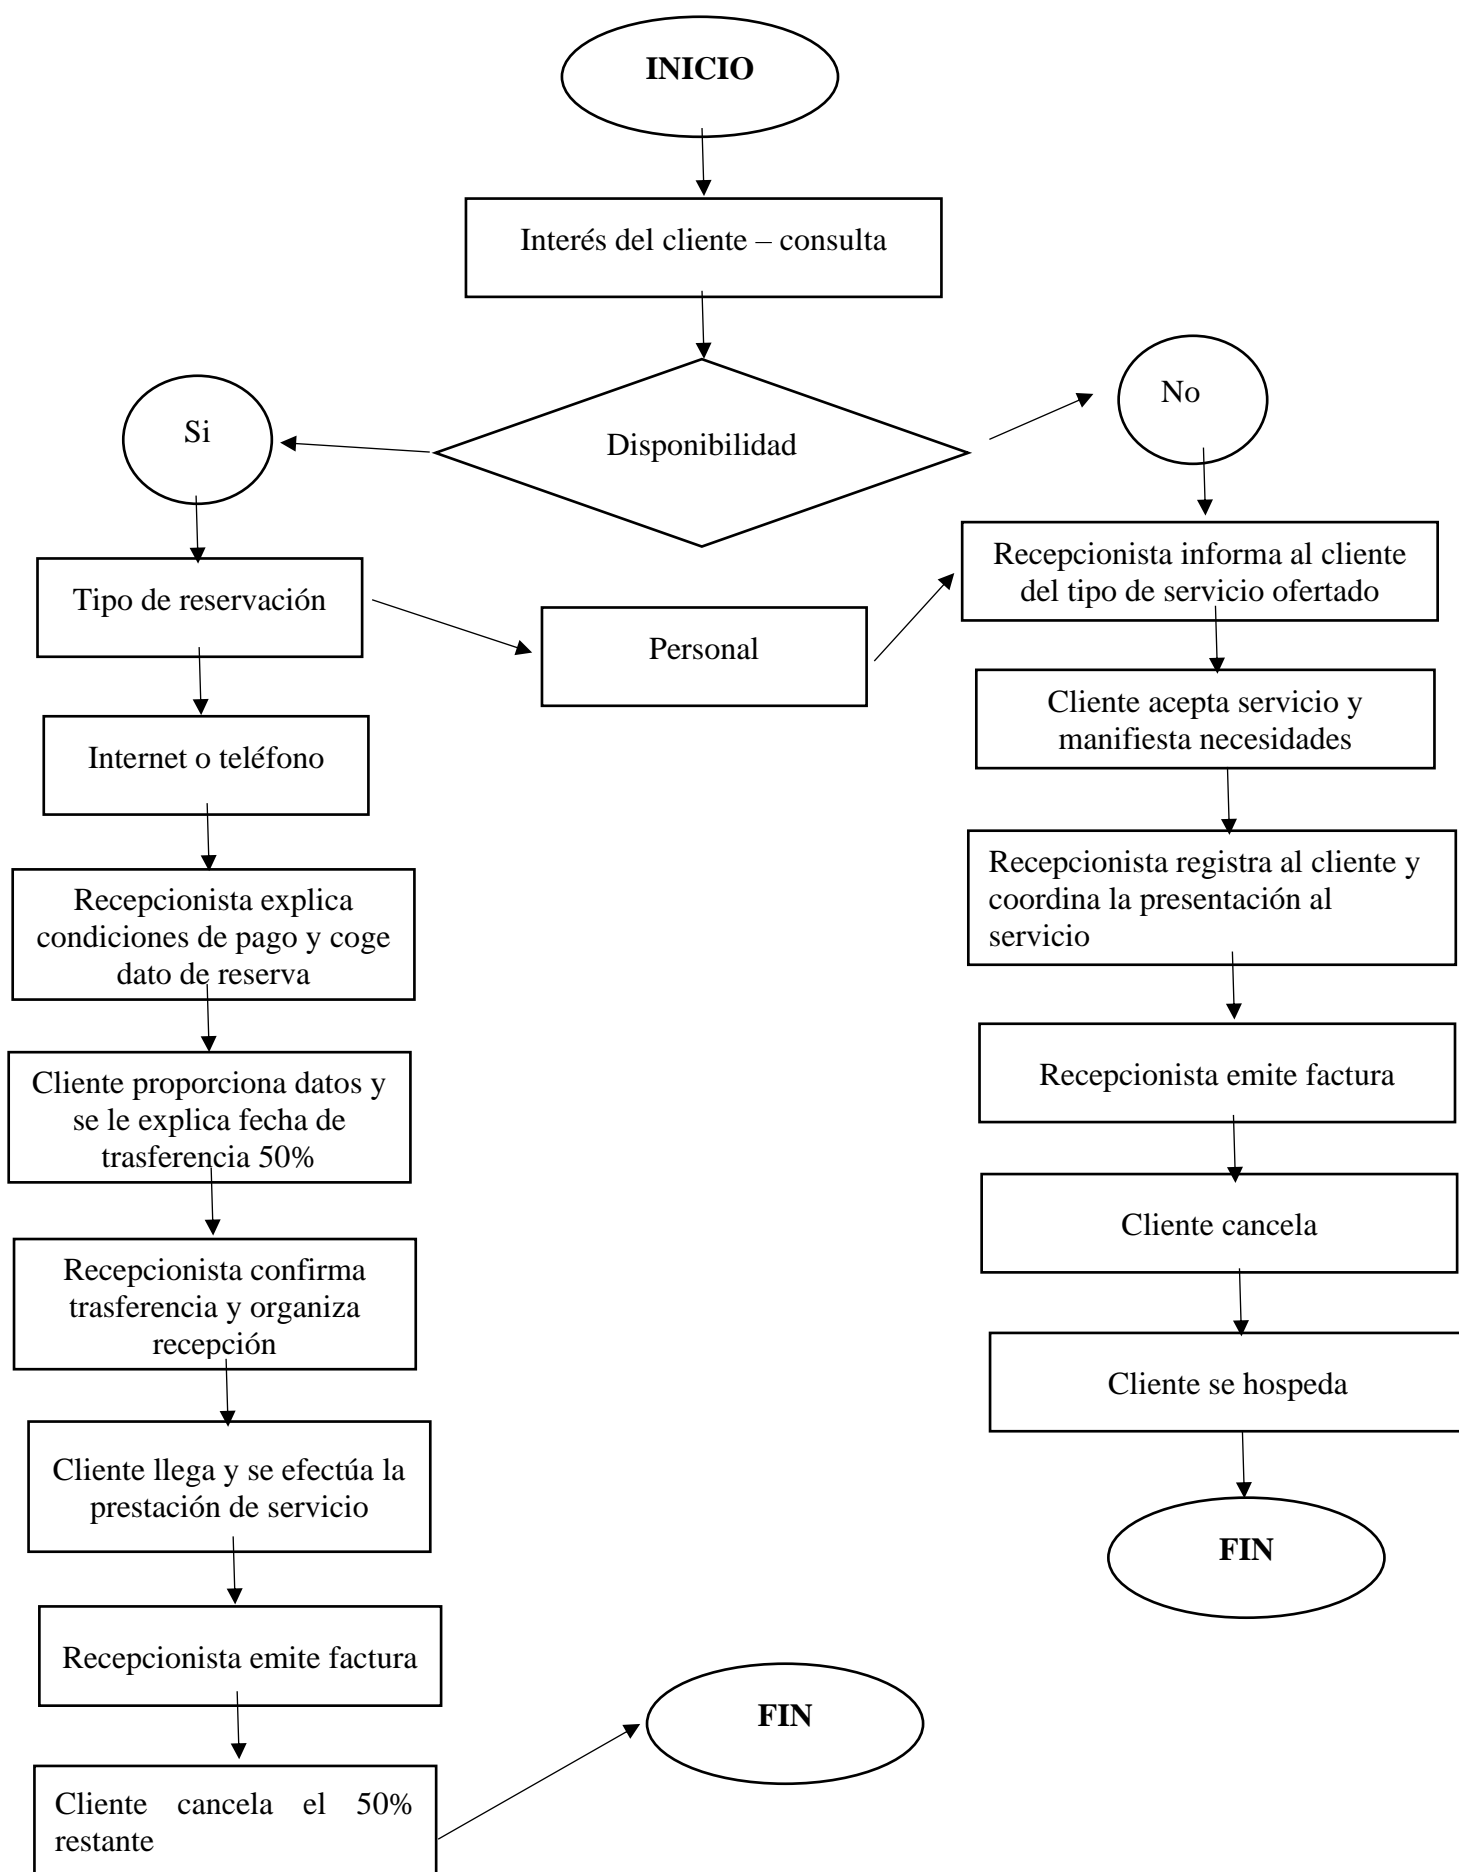 INICIO
Interés del cliente – consulta
Disponibilidad
Si
No
Tipo de reservación
Personal
Internet o teléfono
Recepcionista explica
condiciones de pago y coge
dato de reserva
Cliente proporciona datos y
se le explica fecha de
trasferencia 50%
Recepcionista confirma
trasferencia y organiza
recepción
Cliente llega y se efectúa la
prestación de servicio
Recepcionista emite factura
Cliente cancela el 50%
restante
FIN
Recepcionista informa al cliente
del tipo de servicio ofertado
Cliente acepta servicio y
manifiesta necesidades
Recepcionista registra al cliente y
coordina la presentación al
servicio
Recepcionista emite factura
Cliente cancela
Cliente se hospeda
FIN